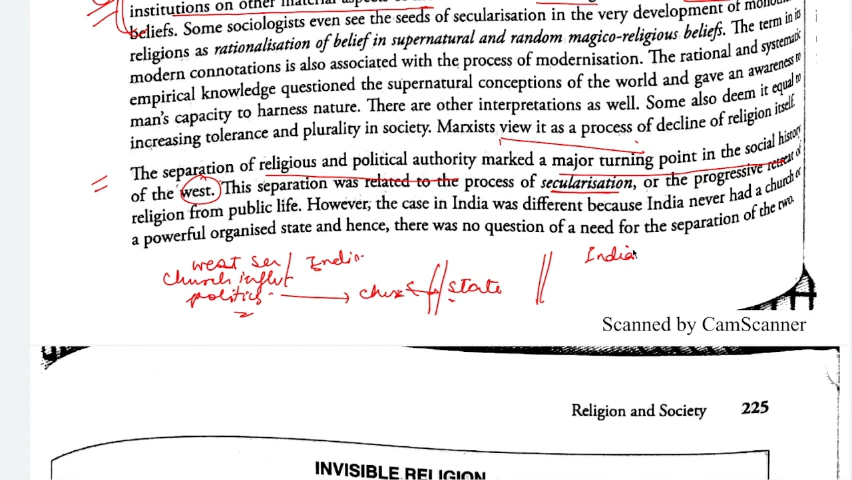 institutions on other material
beliefs. Some sociologists even see the seeds of secularisation in the very development of
religions as rationalisation of belief in supernatural and random magico-religious beliefs. The term in its
modern connotations is also associated with the process of modernisation. The rational and systematic
empirical knowledge questioned the supernatural conceptions of the world and gave an awareness to
man's capacity to harness nature. There are other interpretations as well. Some also deem it equal to
increasing tolerance and plurality in society. Marxists view it as a process of decline of religion itself.
The separation of religious and political authority marked a major turning point in the social history
of the west. This separation was related to the process of secularisation, or the progressive retreat of
religion from public life. However, the case in India was different because India never had a church or
a powerful organised state and hence, there was no question of a need for the separation of the two.
west / India
church
politics state India
Scanned by CamScanner
Religion and Society 225
INVISIBLE RELIGION